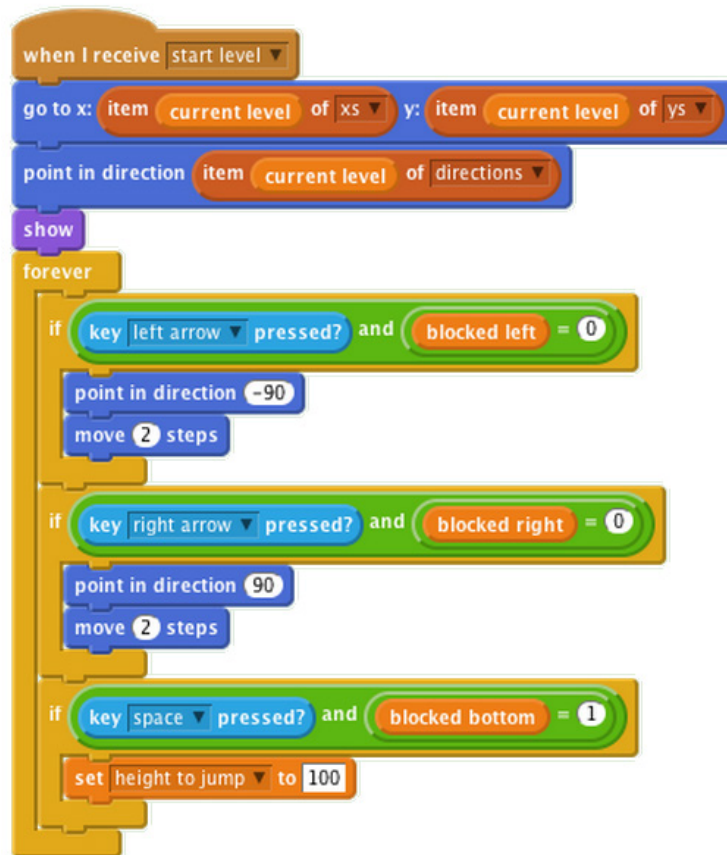 when I receive start level
go to x: item current level of xs y: item current level of ys
point in direction item current level of directions
show
forever
if key left arrow pressed? and blocked left = 0
point in direction -90
move 2 steps
if key right arrow pressed? and blocked right = 0
point in direction 90
move 2 steps
if key space pressed? and blocked bottom = 1
set height to jump to 100